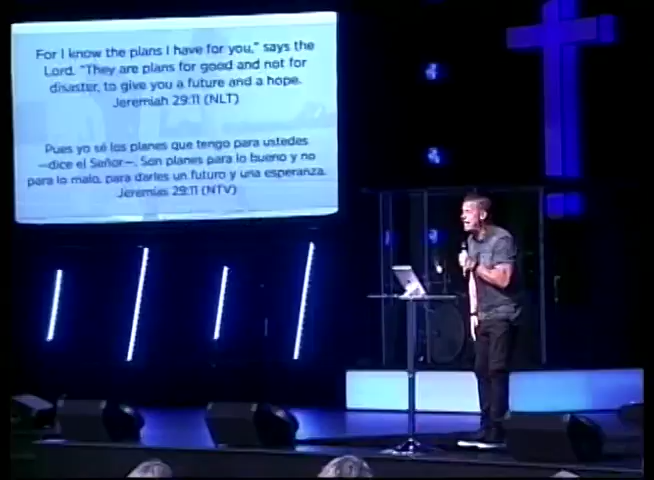 For I know the plans I have for you,” says the
Lord. “They are plans for good and not for
disaster, to give you a future and a hope.
Jeremiah 29:11 (NLT)
Pues yo sé los planes que tengo para ustedes
—dice el Señor—. Son planes para lo bueno y no
para lo malo, para darles un futuro y una esperanza.
Jeremías 29:11 (NTV)